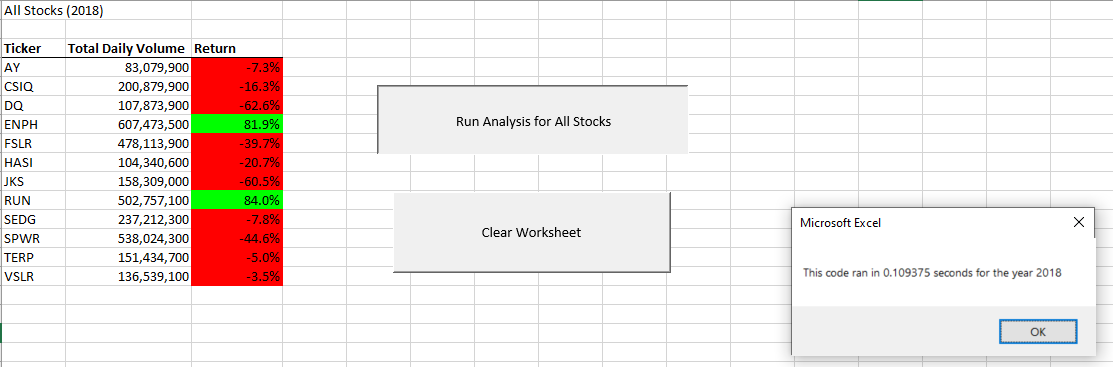 All Stocks (2018)
Ticker Total Daily Volume Return
AY 83,079,900 -7.3%
CSIQ 200,879,900 -16.3%
DQ 107,873,900 -62.6%
ENPH 607,473,500 81.9%
FSLR 478,113,900 -39.7%
HASI 104,340,600 -20.7%
JKS 158,309,000 -60.5%
RUN 502,757,100 84.0%
SEDG 237,212,300 -7.8%
SPWR 538,024,300 -44.6%
TERP 151,434,700 -5.0%
VSLR 136,539,100 -3.5%
Run Analysis for All Stocks
Clear Worksheet
Microsoft Excel
This code ran in 0.109375 seconds for the year 2018
OK